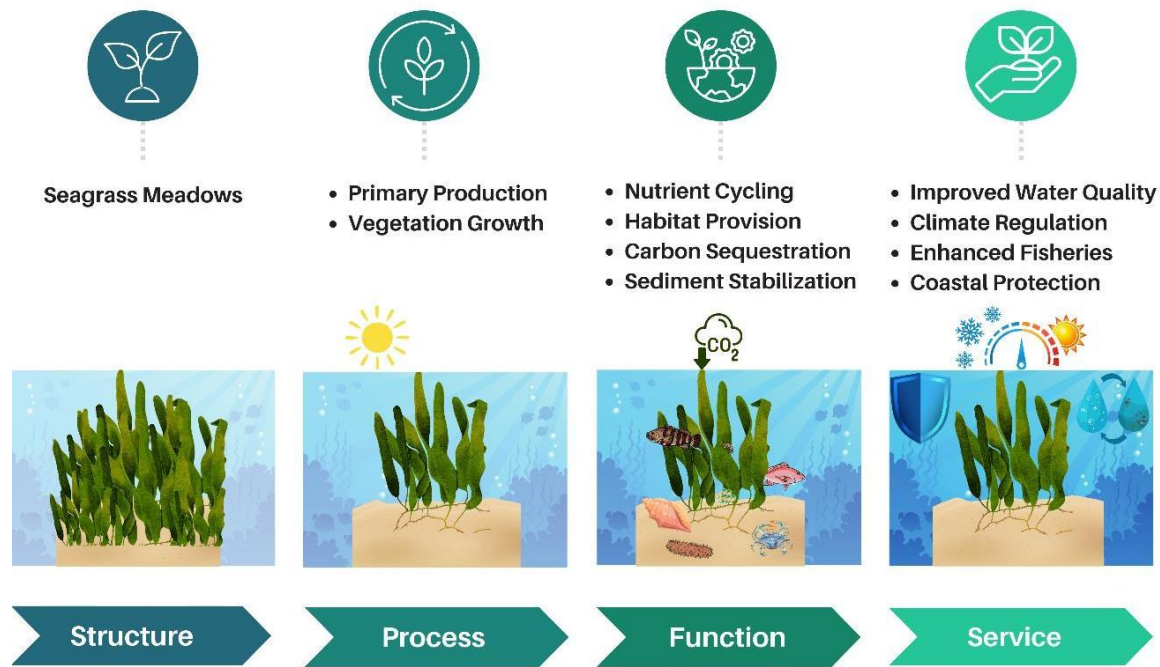 Seagrass Meadows
• Primary Production
• Vegetation Growth
• Nutrient Cycling
• Habitat Provision
• Carbon Sequestration
• Sediment Stabilization
• Improved Water Quality
• Climate Regulation
• Enhanced Fisheries
• Coastal Protection
CO₂
Structure
Process
Function
Service